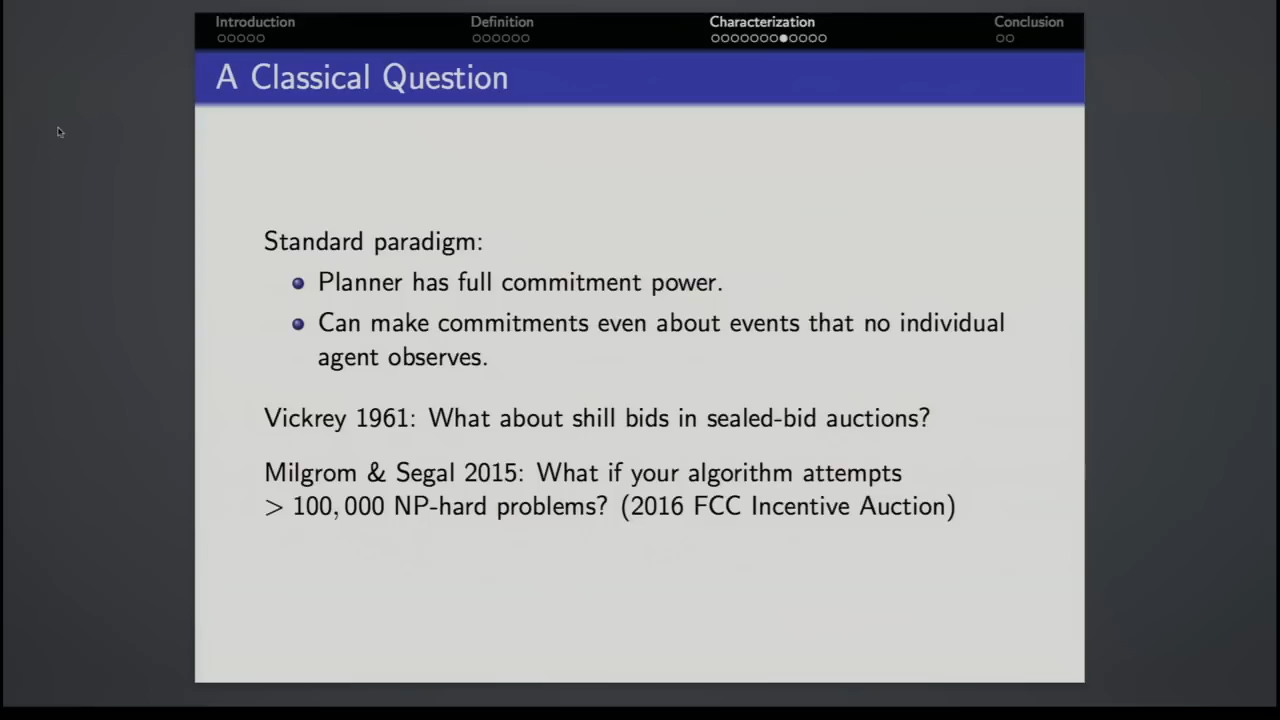 Introduction Definition Characterization Conclusion
A Classical Question
Standard paradigm:
Planner has full commitment power.
Can make commitments even about events that no individual
agent observes.
Vickrey 1961: What about shill bids in sealed-bid auctions?
Milgrom & Segal 2015: What if your algorithm attempts
> 100,000 NP-hard problems? (2016 FCC Incentive Auction)